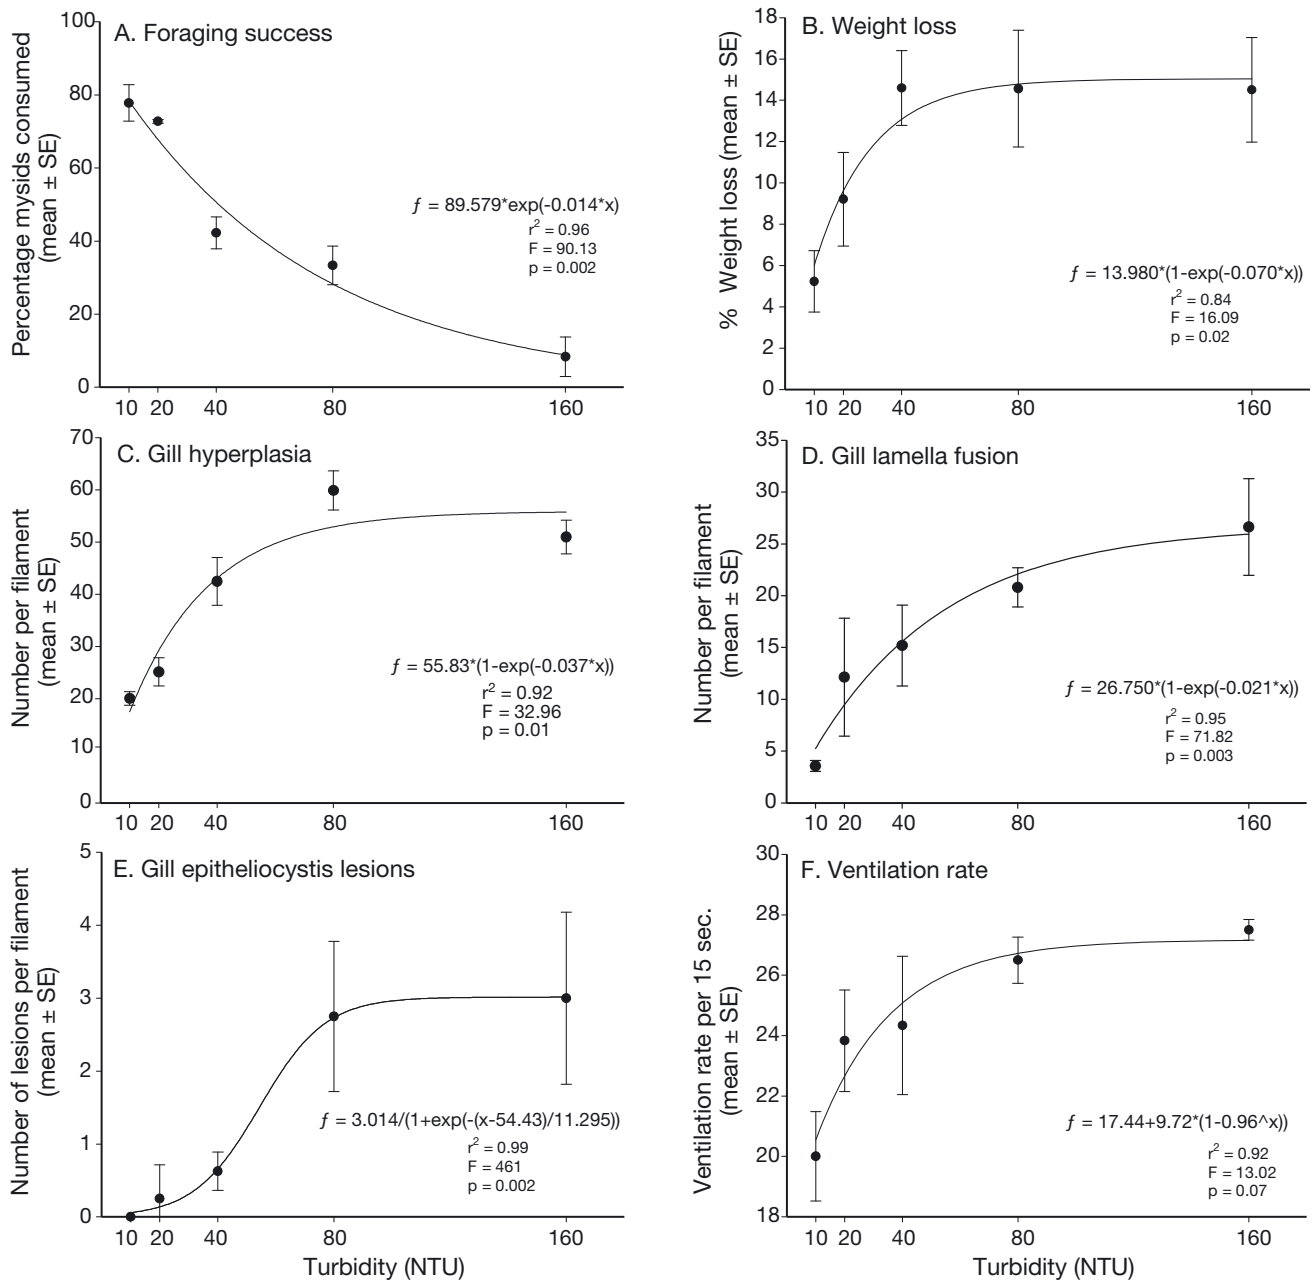 A. Foraging success
Percentage mysids consumed
(mean ± SE)
100
80
60
40
20
0
ƒ = 89.579*exp(-0.014*x)
r² = 0.96
F = 90.13
p = 0.002
10 20 40 80 160
B. Weight loss
% Weight loss (mean ± SE)
18
16
14
12
10
8
6
4
2
0
ƒ = 13.980*(1-exp(-0.070*x))
r² = 0.84
F = 16.09
p = 0.02
10 20 40 80 160
C. Gill hyperplasia
Number per filament
(mean ± SE)
70
60
50
40
30
20
10
0
ƒ = 55.83*(1-exp(-0.037*x))
r² = 0.92
F = 32.96
p = 0.01
10 20 40 80 160
D. Gill lamella fusion
Number per filament
(mean ± SE)
35
30
25
20
15
10
5
0
ƒ = 26.750*(1-exp(-0.021*x))
r² = 0.95
F = 71.82
p = 0.003
10 20 40 80 160
E. Gill epitheliocystis lesions
Number of lesions per filament
(mean ± SE)
5
4
3
2
1
0
ƒ = 3.014/(1+exp(-(x-54.43)/11.295))
r² = 0.99
F = 461
p = 0.002
10 20 40 80 160
Turbidity (NTU)
F. Ventilation rate
Ventilation rate per 15 sec.
(mean ± SE)
30
28
26
24
22
20
18
ƒ = 17.44+9.72*(1-0.96^x))
r² = 0.92
F = 13.02
p = 0.07
10 20 40 80 160
Turbidity (NTU)